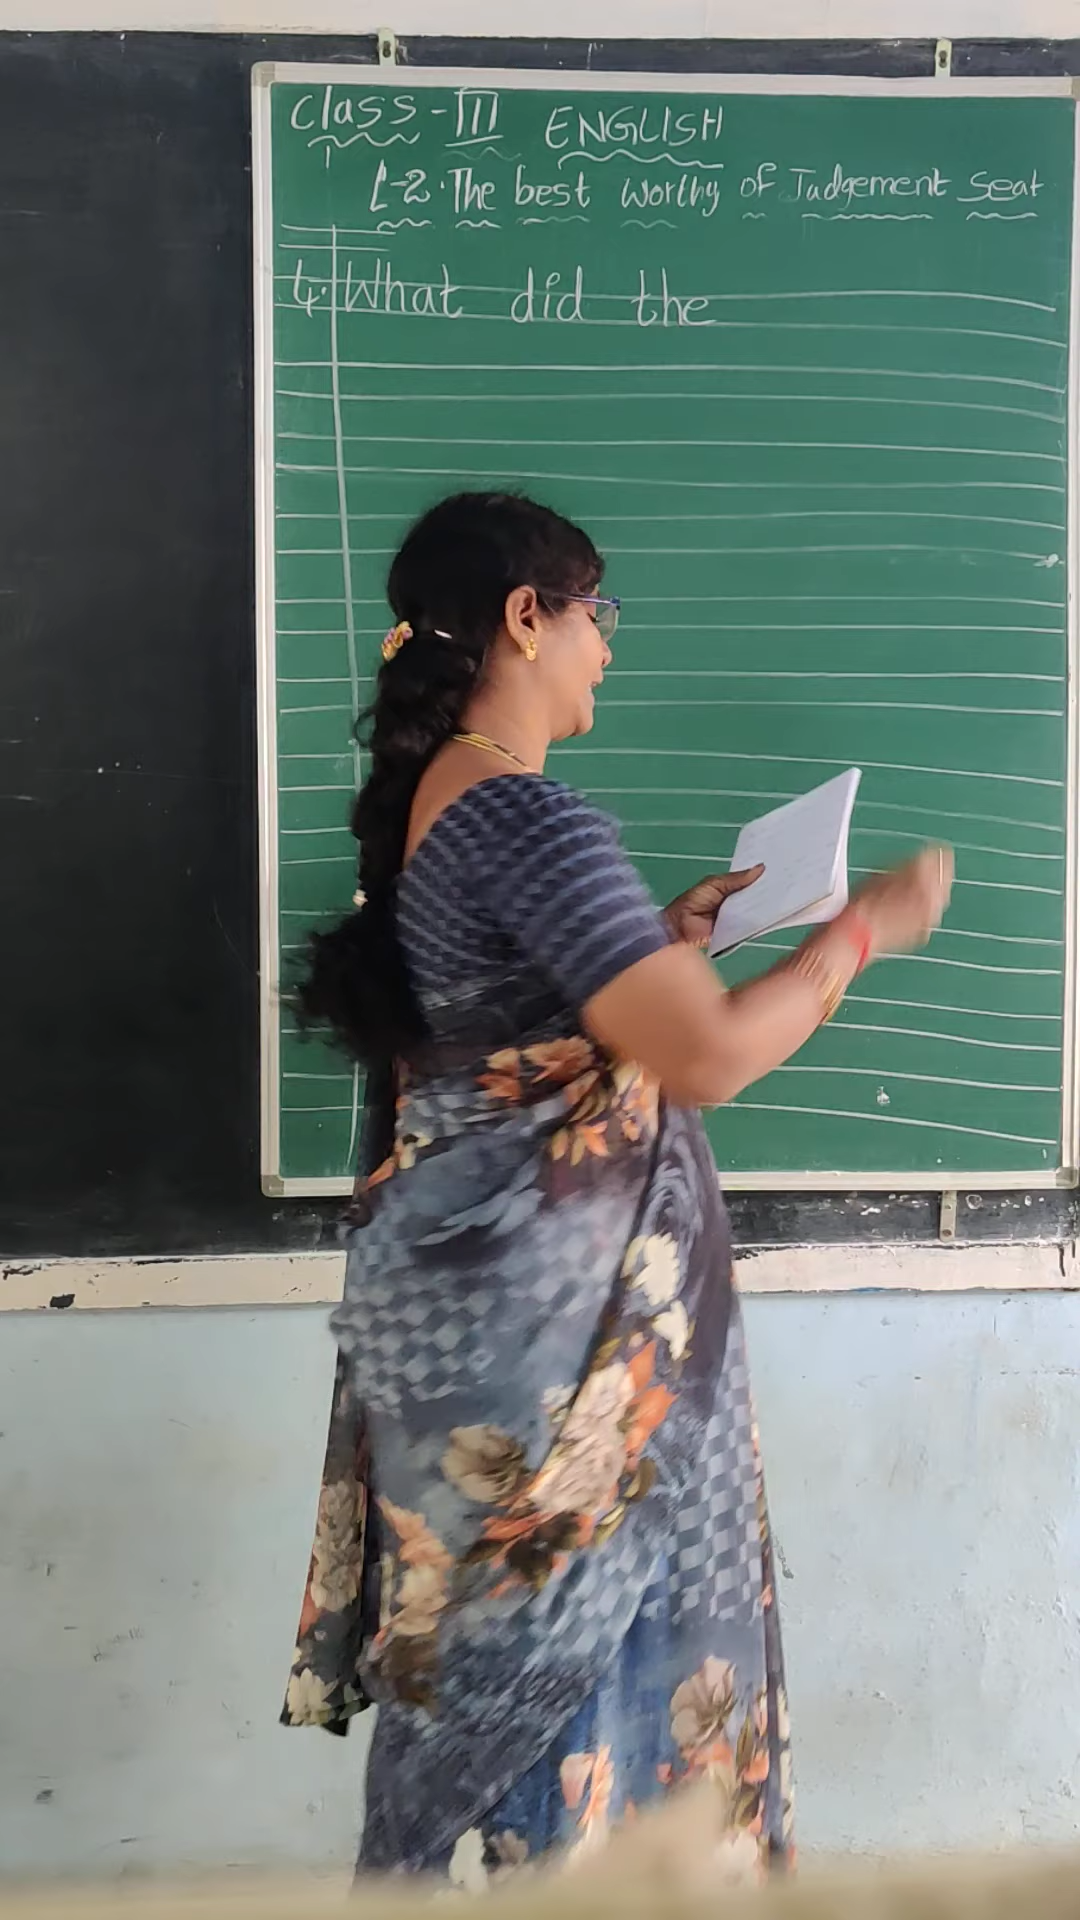 Class-III ENGLISH
L-2. The best worthy of Judgement Seat
4. What did the